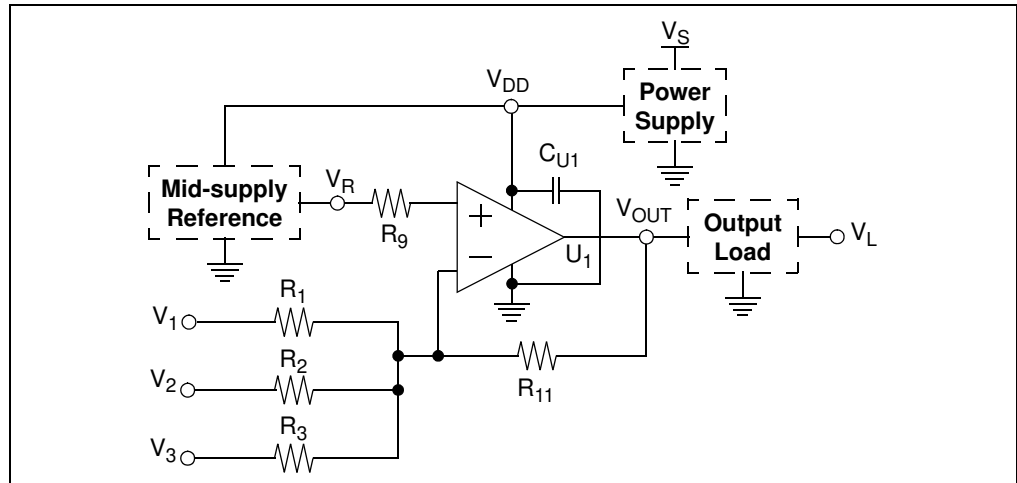 V_S
V_DD
Power
Supply
C_U1
Mid-supply
Reference
V_R
R_9
+
–
U_1
V_OUT
Output
Load
V_L
V_1
R_1
V_2
R_2
R_11
V_3
R_3